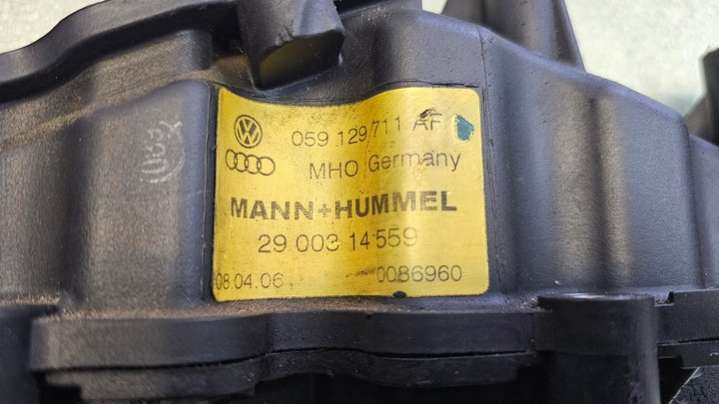 059 129 711 AF
MHO Germany
MANN+HUMMEL
29 003 14 559
08.04.06
0086960